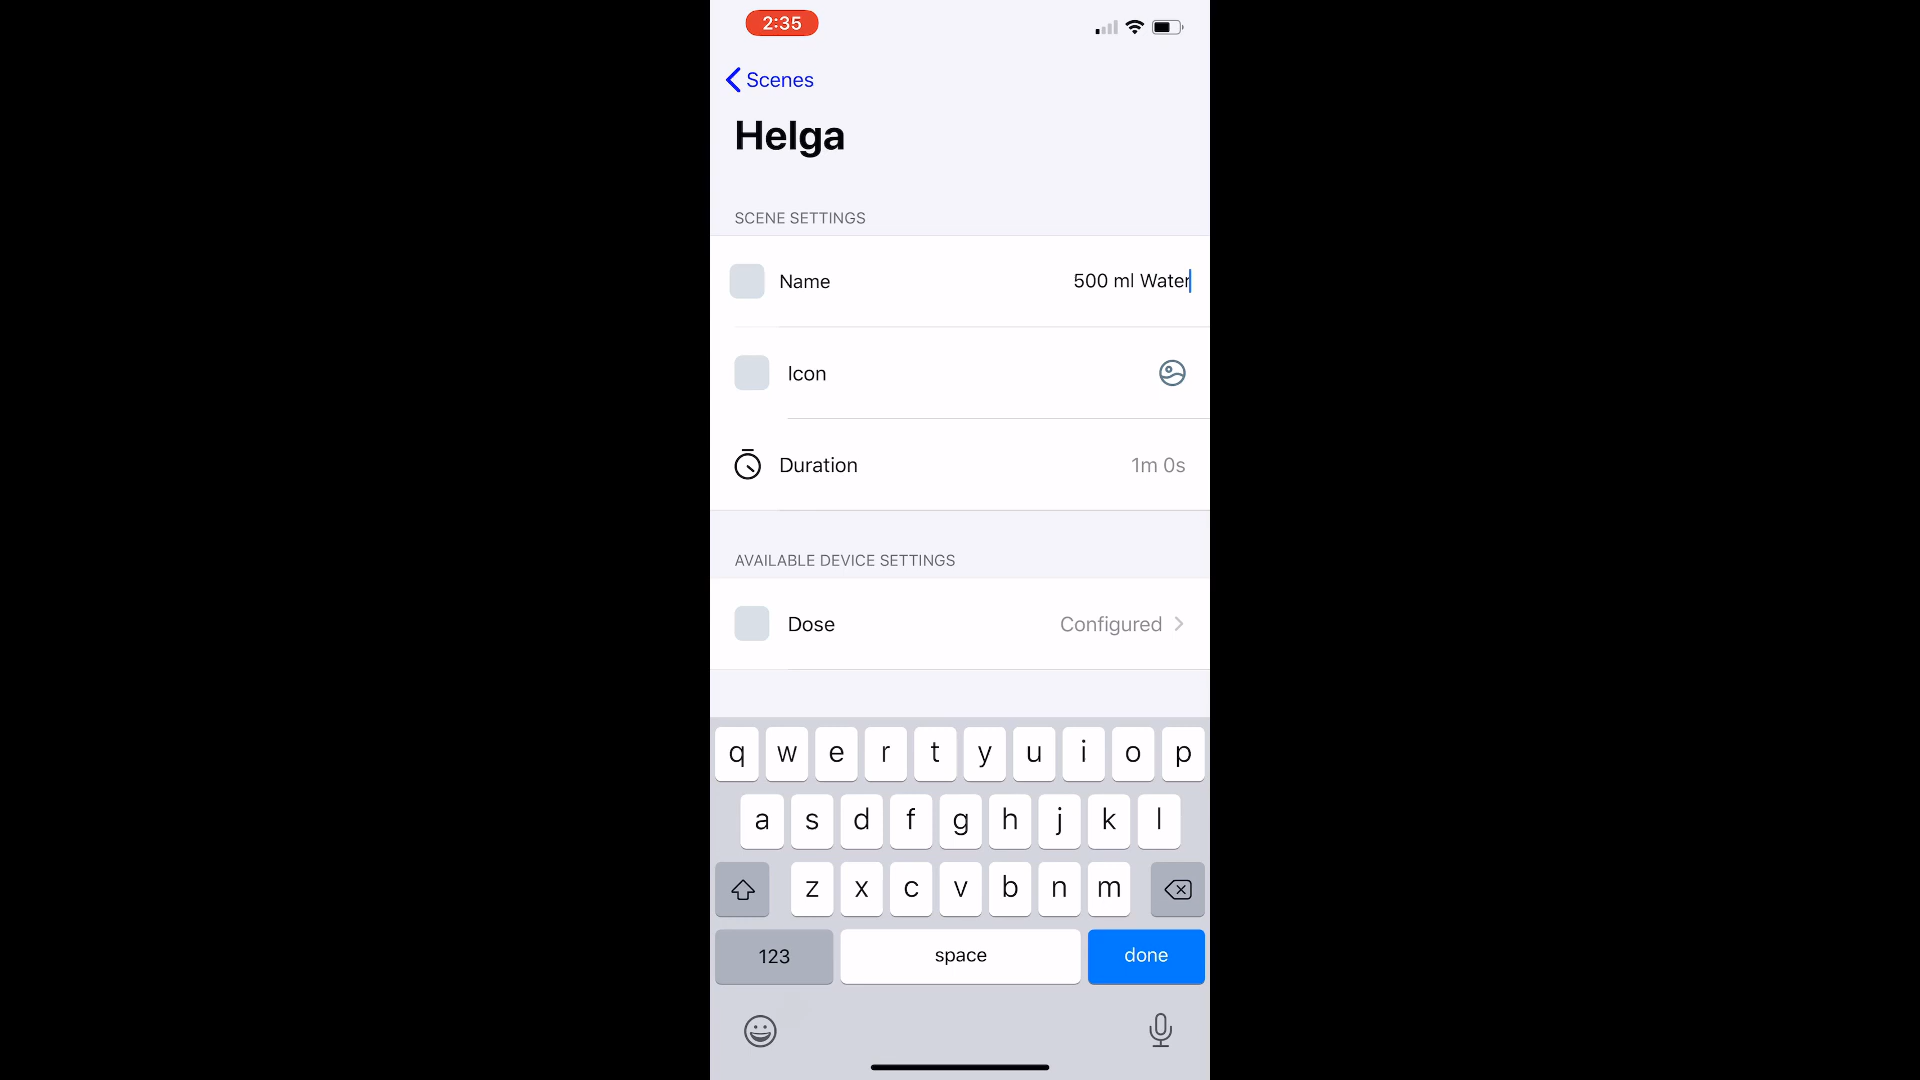 2:35
Scenes
Helga
SCENE SETTINGS
Name 500 ml Water
Icon
Duration 1m 0s
AVAILABLE DEVICE SETTINGS
Dose Configured
q w e r t y u i o p
a s d f g h j k l
z x c v b n m
123 space done